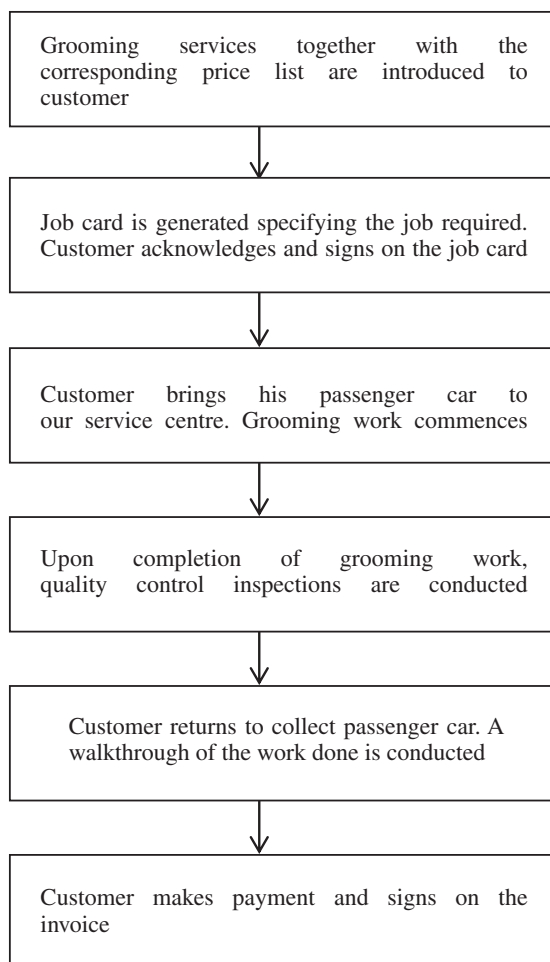 Grooming services together with the
corresponding price list are introduced to
customer
Job card is generated specifying the job required.
Customer acknowledges and signs on the job card
Customer brings his passenger car to
our service centre. Grooming work commences
Upon completion of grooming work,
quality control inspections are conducted
Customer returns to collect passenger car. A
walkthrough of the work done is conducted
Customer makes payment and signs on the
invoice